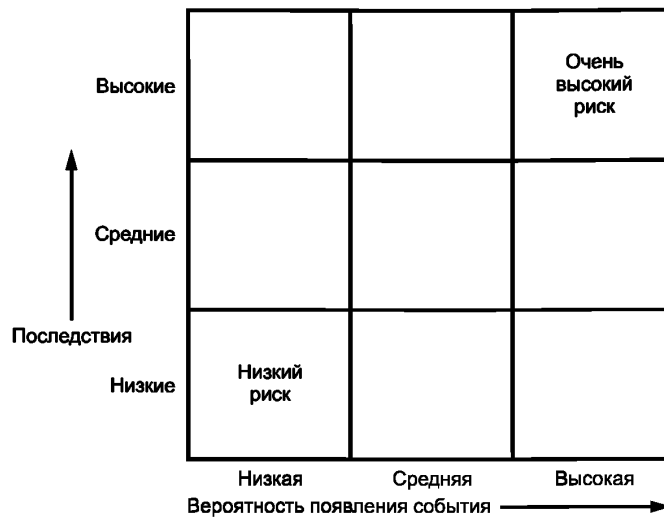 Высокие
Очень
высокий
риск
Средние
Последствия
Низкие
Низкий
риск
Низкая
Средняя
Высокая
Вероятность появления события